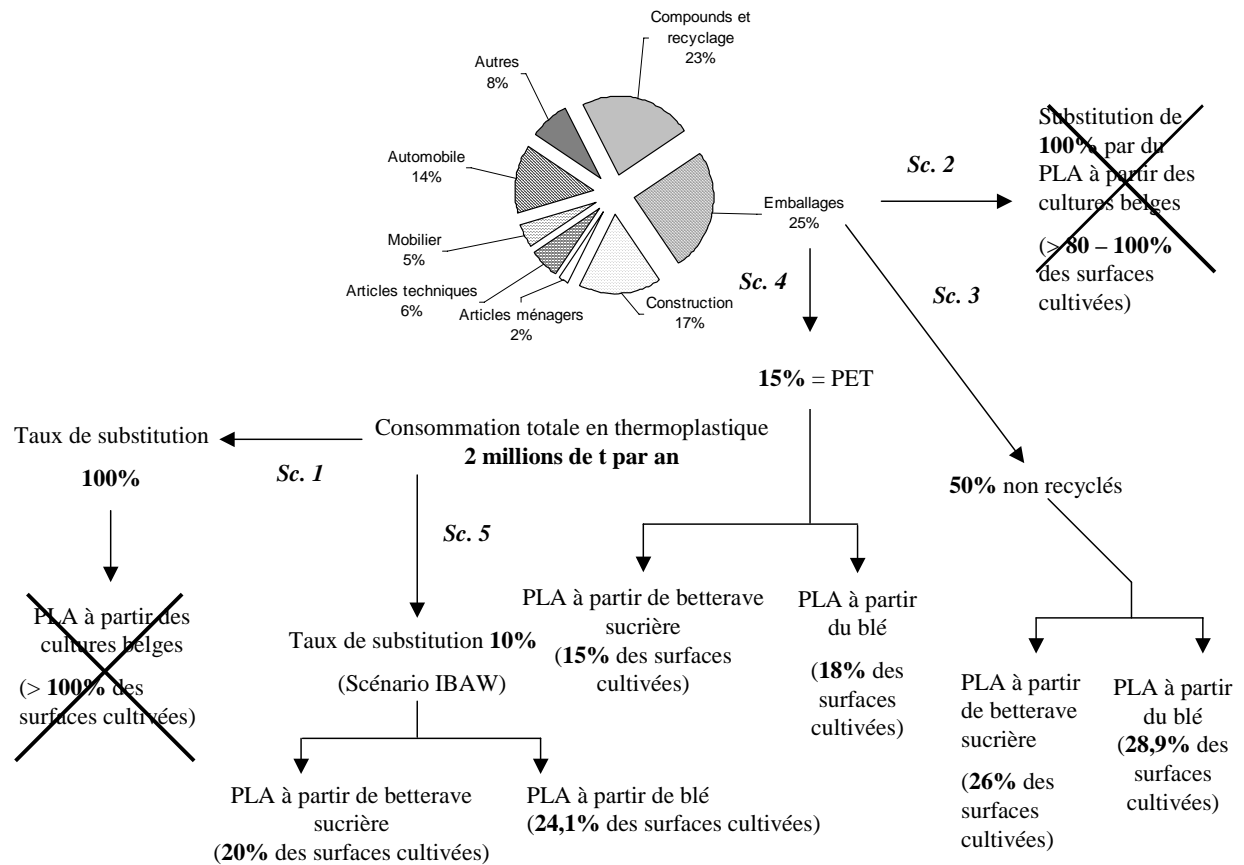 Compounds et
recyclage
23%
Autres
8%
Automobile
14%
Mobilier
5%
Articles techniques
6%
Articles ménagers
2%
Construction
17%
Emballages
25%
Sc. 2
Substitution de
100% par du
PLA à partir des
cultures belges
(> 80 – 100%
des surfaces
cultivées)
Sc. 4
Sc. 3
15% = PET
Taux de substitution
100%
Sc. 1
Consommation totale en thermoplastique
2 millions de t par an
50% non recyclés
Sc. 5
PLA à partir des
cultures belges
(> 100% des
surfaces cultivées)
Taux de substitution 10%
(Scénario IBAW)
PLA à partir de betterave
sucrière
(15% des surfaces
cultivées)
PLA à partir
du blé
(18% des
surfaces
cultivées)
PLA à partir
de betterave
sucrière
(26% des
surfaces
cultivées)
PLA à partir
du blé
(28,9% des
surfaces
cultivées)
PLA à partir de betterave
sucrière
(20% des surfaces cultivées)
PLA à partir de blé
(24,1% des surfaces cultivées)